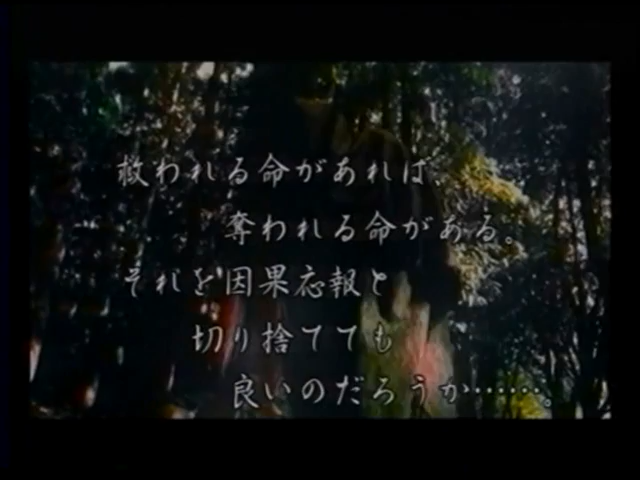 救われる命があれば、
奪われる命がある。
それを因果応報と
切り捨てても
良いのだろうか……。